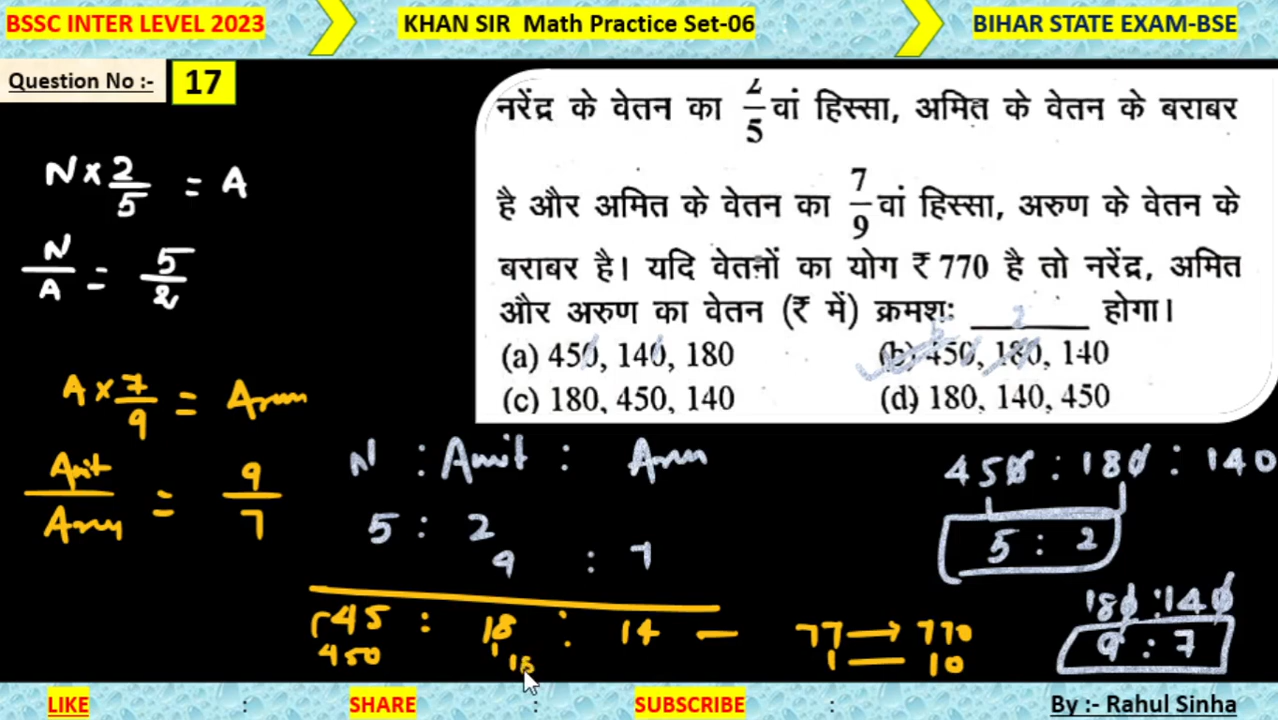 BSSC INTER LEVEL 2023
KHAN SIR Math Practice Set-06
BIHAR STATE EXAM-BSE
Question No :- 17
नरेंद्र के वेतन का 2/5 वां हिस्सा, अमित के वेतन के बराबर
है और अमित के वेतन का 7/9 वां हिस्सा, अरुण के वेतन के
बराबर है। यदि वेतनों का योग ₹ 770 है तो नरेंद्र, अमित
और अरुण का वेतन (₹ में) क्रमशः ______ होगा।
(a) 450, 140, 180
(b) 450, 180, 140
(c) 180, 450, 140
(d) 180, 140, 450
N × 2/5 = A
N/A = 5/2
A × 7/9 = Arun
Amit/Arun = 9/7
N : Amit : Arun
5 : 2
9 : 7
45 : 18 : 14 — 77 → 770
450
1 — 10
450 : 180 : 140
5 : 2
180 : 140
9 : 7
LIKE : SHARE : SUBSCRIBE : By :- Rahul Sinha